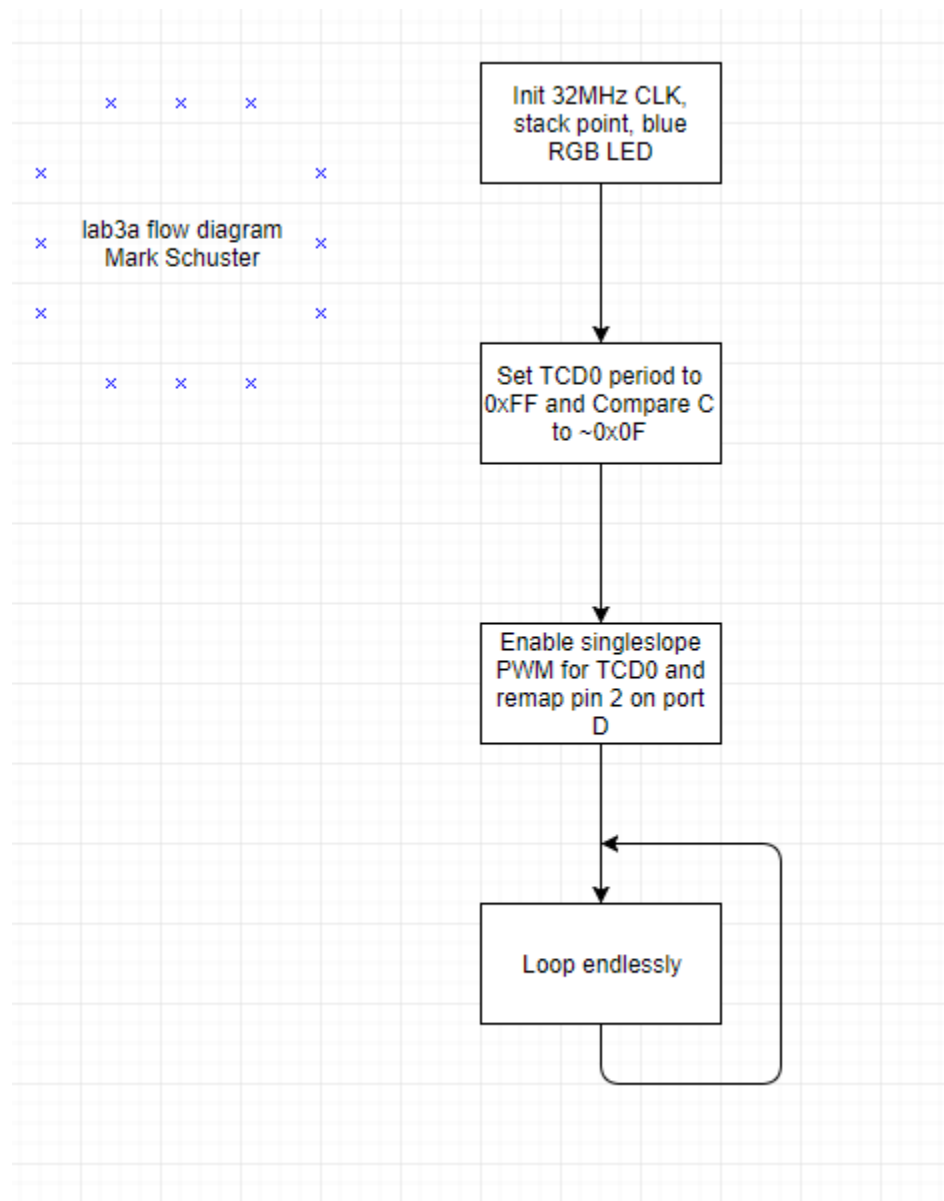 Init 32MHz CLK,
stack point, blue
RGB LED
lab3a flow diagram
Mark Schuster
Set TCD0 period to
0xFF and Compare C
to ~0x0F
Enable singleslope
PWM for TCD0 and
remap pin 2 on port
D
Loop endlessly